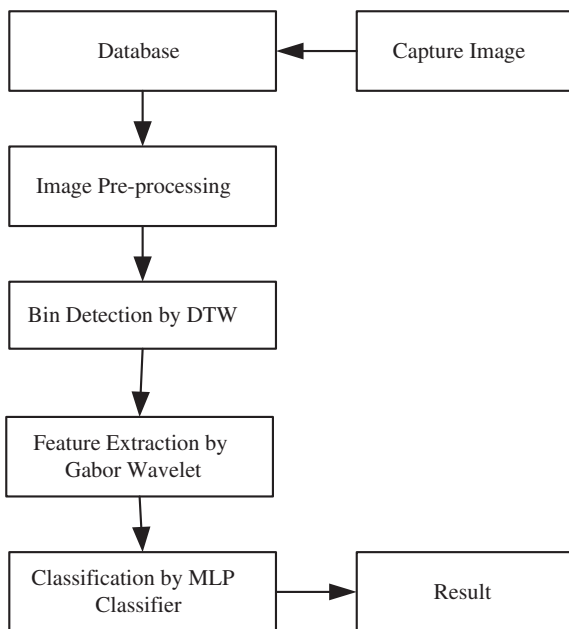 Database
Capture Image
Image Pre-processing
Bin Detection by DTW
Feature Extraction by
Gabor Wavelet
Classification by MLP
Classifier
Result